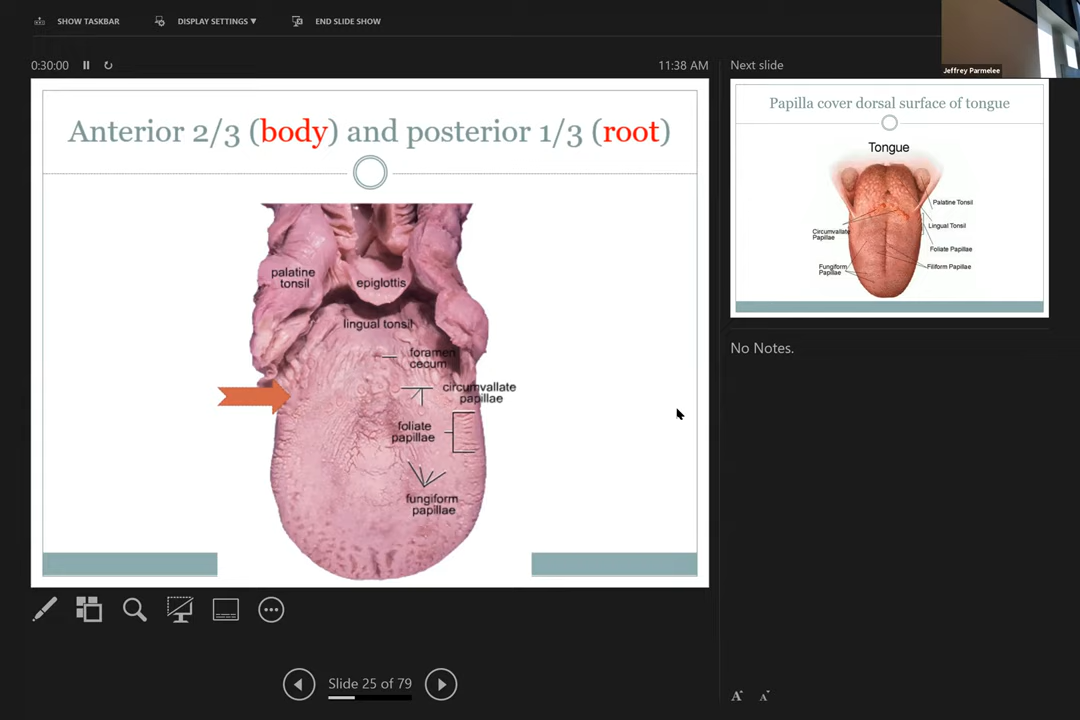 SHOW TASKBAR
DISPLAY SETTINGS ▼
END SLIDE SHOW
0:30:00
11:38 AM
Next slide
Jeffrey Parmelee
Anterior 2/3 (body) and posterior 1/3 (root)
palatine
tonsil
epiglottis
lingual tonsil
foramen
cecum
circumvallate
papillae
foliate
papillae
fungiform
papillae
Papilla cover dorsal surface of tongue
Tongue
Palatine Tonsil
Lingual Tonsil
Circumvallate
Papillae
Foliate Papillae
Fungiform
Papillae
Filiform Papillae
No Notes.
Slide 25 of 79
A
A